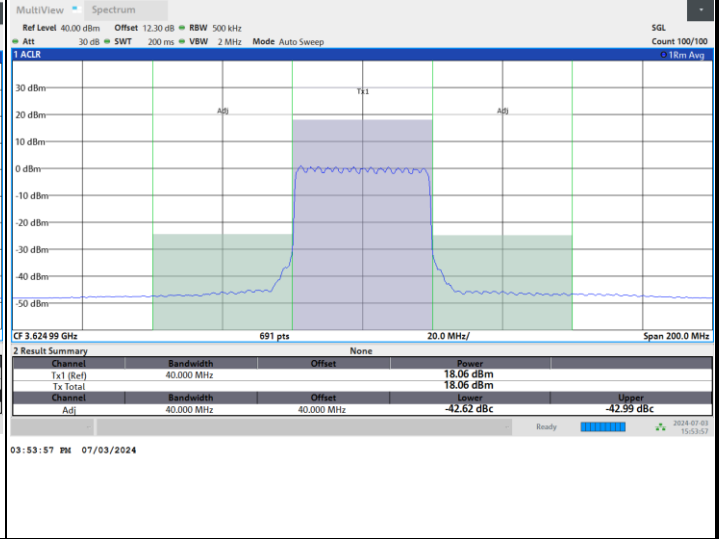 MultiView Spectrum
Ref Level 40.00 dBm Offset 12.30 dB RBW 500 kHz SGL
Att 30 dB SWT 200 ms VBW 2 MHz Mode Auto Sweep Count 100/100
1 ACLR 1Rm Avg
30 dBm
Tx1
20 dBm
Adj Adj
10 dBm
0 dBm
-10 dBm
-20 dBm
-30 dBm
-40 dBm
-50 dBm
CF 3.624 99 GHz 691 pts 20.0 MHz/ Span 200.0 MHz
2 Result Summary None
Channel Bandwidth Offset Power
Tx1 (Ref) 40.000 MHz 18.06 dBm
Tx Total 18.06 dBm
Channel Bandwidth Offset Lower Upper
Adj 40.000 MHz 40.000 MHz -42.62 dBc -42.99 dBc
Ready 2024-07-03
15:53:57
03:53:57 PM 07/03/2024